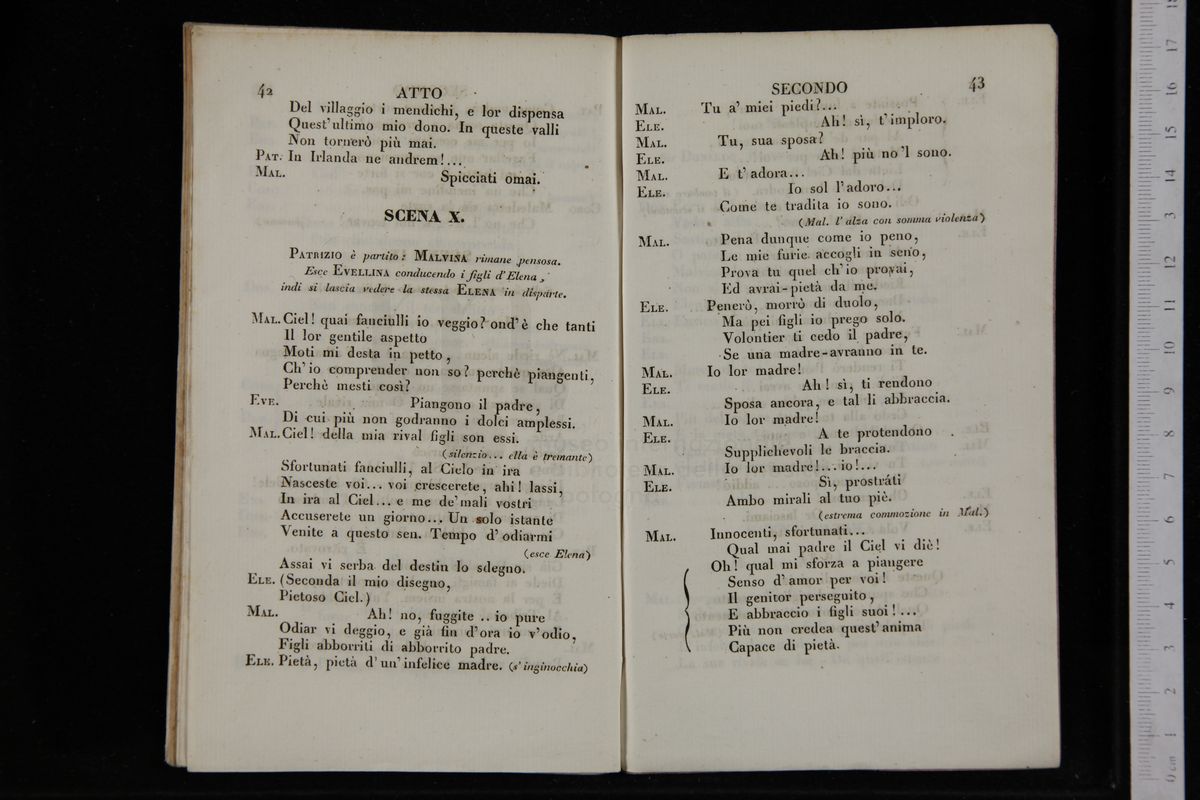 42 ATTO
Del villaggio i mendichi, e lor dispensa
Quest'ultimo mio dono. In queste valli
Non tornerò più mai.
PAT. In Irlanda ne andrem!....
MAL. Spicciati omai.
SCENA X.
PATRIZIO è partito: MALVINA rimane pensosa.
Esce EVELLINA conducendo i figli d'Elena,
indi si lascia vedere la stessa ELENA in disparte.
MAL. Ciel! quai fanciulli io veggio? ond'è che tanti
Il lor gentile aspetto
Moti mi desta in petto,
Ch'io comprender non so? perchè piangenti,
Perchè mesti così?
EVE. Piangono il padre,
Di cui più non godranno i dolci amplessi.
MAL. Ciel! della mia rival figli son essi.
(silenzio... ella è tremante)
Sfortunati fanciulli, al Cielo in ira
Nasceste voi... voi crescerete, ahi! lassi,
In ira al Ciel... e me de'mali vostri
Accuserete un giorno... Un solo istante
Venite a questo sen. Tempo d'odiarmi
(esce Elena)
Assai vi serba del destin lo sdegno.
ELE. (Seconda il mio disegno,
Pietoso Ciel.)
MAL. Ah! no, fuggite .. io pure
Odiar vi deggio, e già fin d'ora io v'odio,
Figli abborriti di abborrito padre.
ELE. Pietà, pietà d'un'infelice madre. (s'inginocchia)
SECONDO 43
MAL. Tu a' miei piedi?...
ELE. Ah! sì, t'imploro.
MAL. Tu, sua sposa?
ELE. Ah! più no'l sono.
MAL. E t'adora...
ELE. Io sol l'adoro...
Come te tradita io sono.
(Mal. l'alza con somma violenza)
MAL. Pena dunque come io peno,
Le mie furie accogli in seno,
Prova tu quel ch'io provai,
Ed avrai-pietà da me.
ELE. Penerò, morrò di duolo,
Ma pei figli io prego solo.
Volontier ti cedo il padre,
Se una madre-avranno in te.
MAL. Io lor madre!
ELE. Ah! sì, ti rendono
Sposa ancora, e tal li abbraccia.
MAL. Io lor madre!
ELE. A te protendono
Supplichevoli le braccia.
MAL. Io lor madre!... io!...
ELE. Sì, prostráti
Ambo mirali al tuo piè.
(estrema commozione in Mal.)
MAL. Innocenti, sfortunati...
Qual mai padre il Ciel vi diè!
Oh! qual mi sforza a piangere
Senso d'amor per voi!
Il genitor perseguito,
E abbraccio i figli suoi!...
Più non credea quest'anima
Capace di pietà.